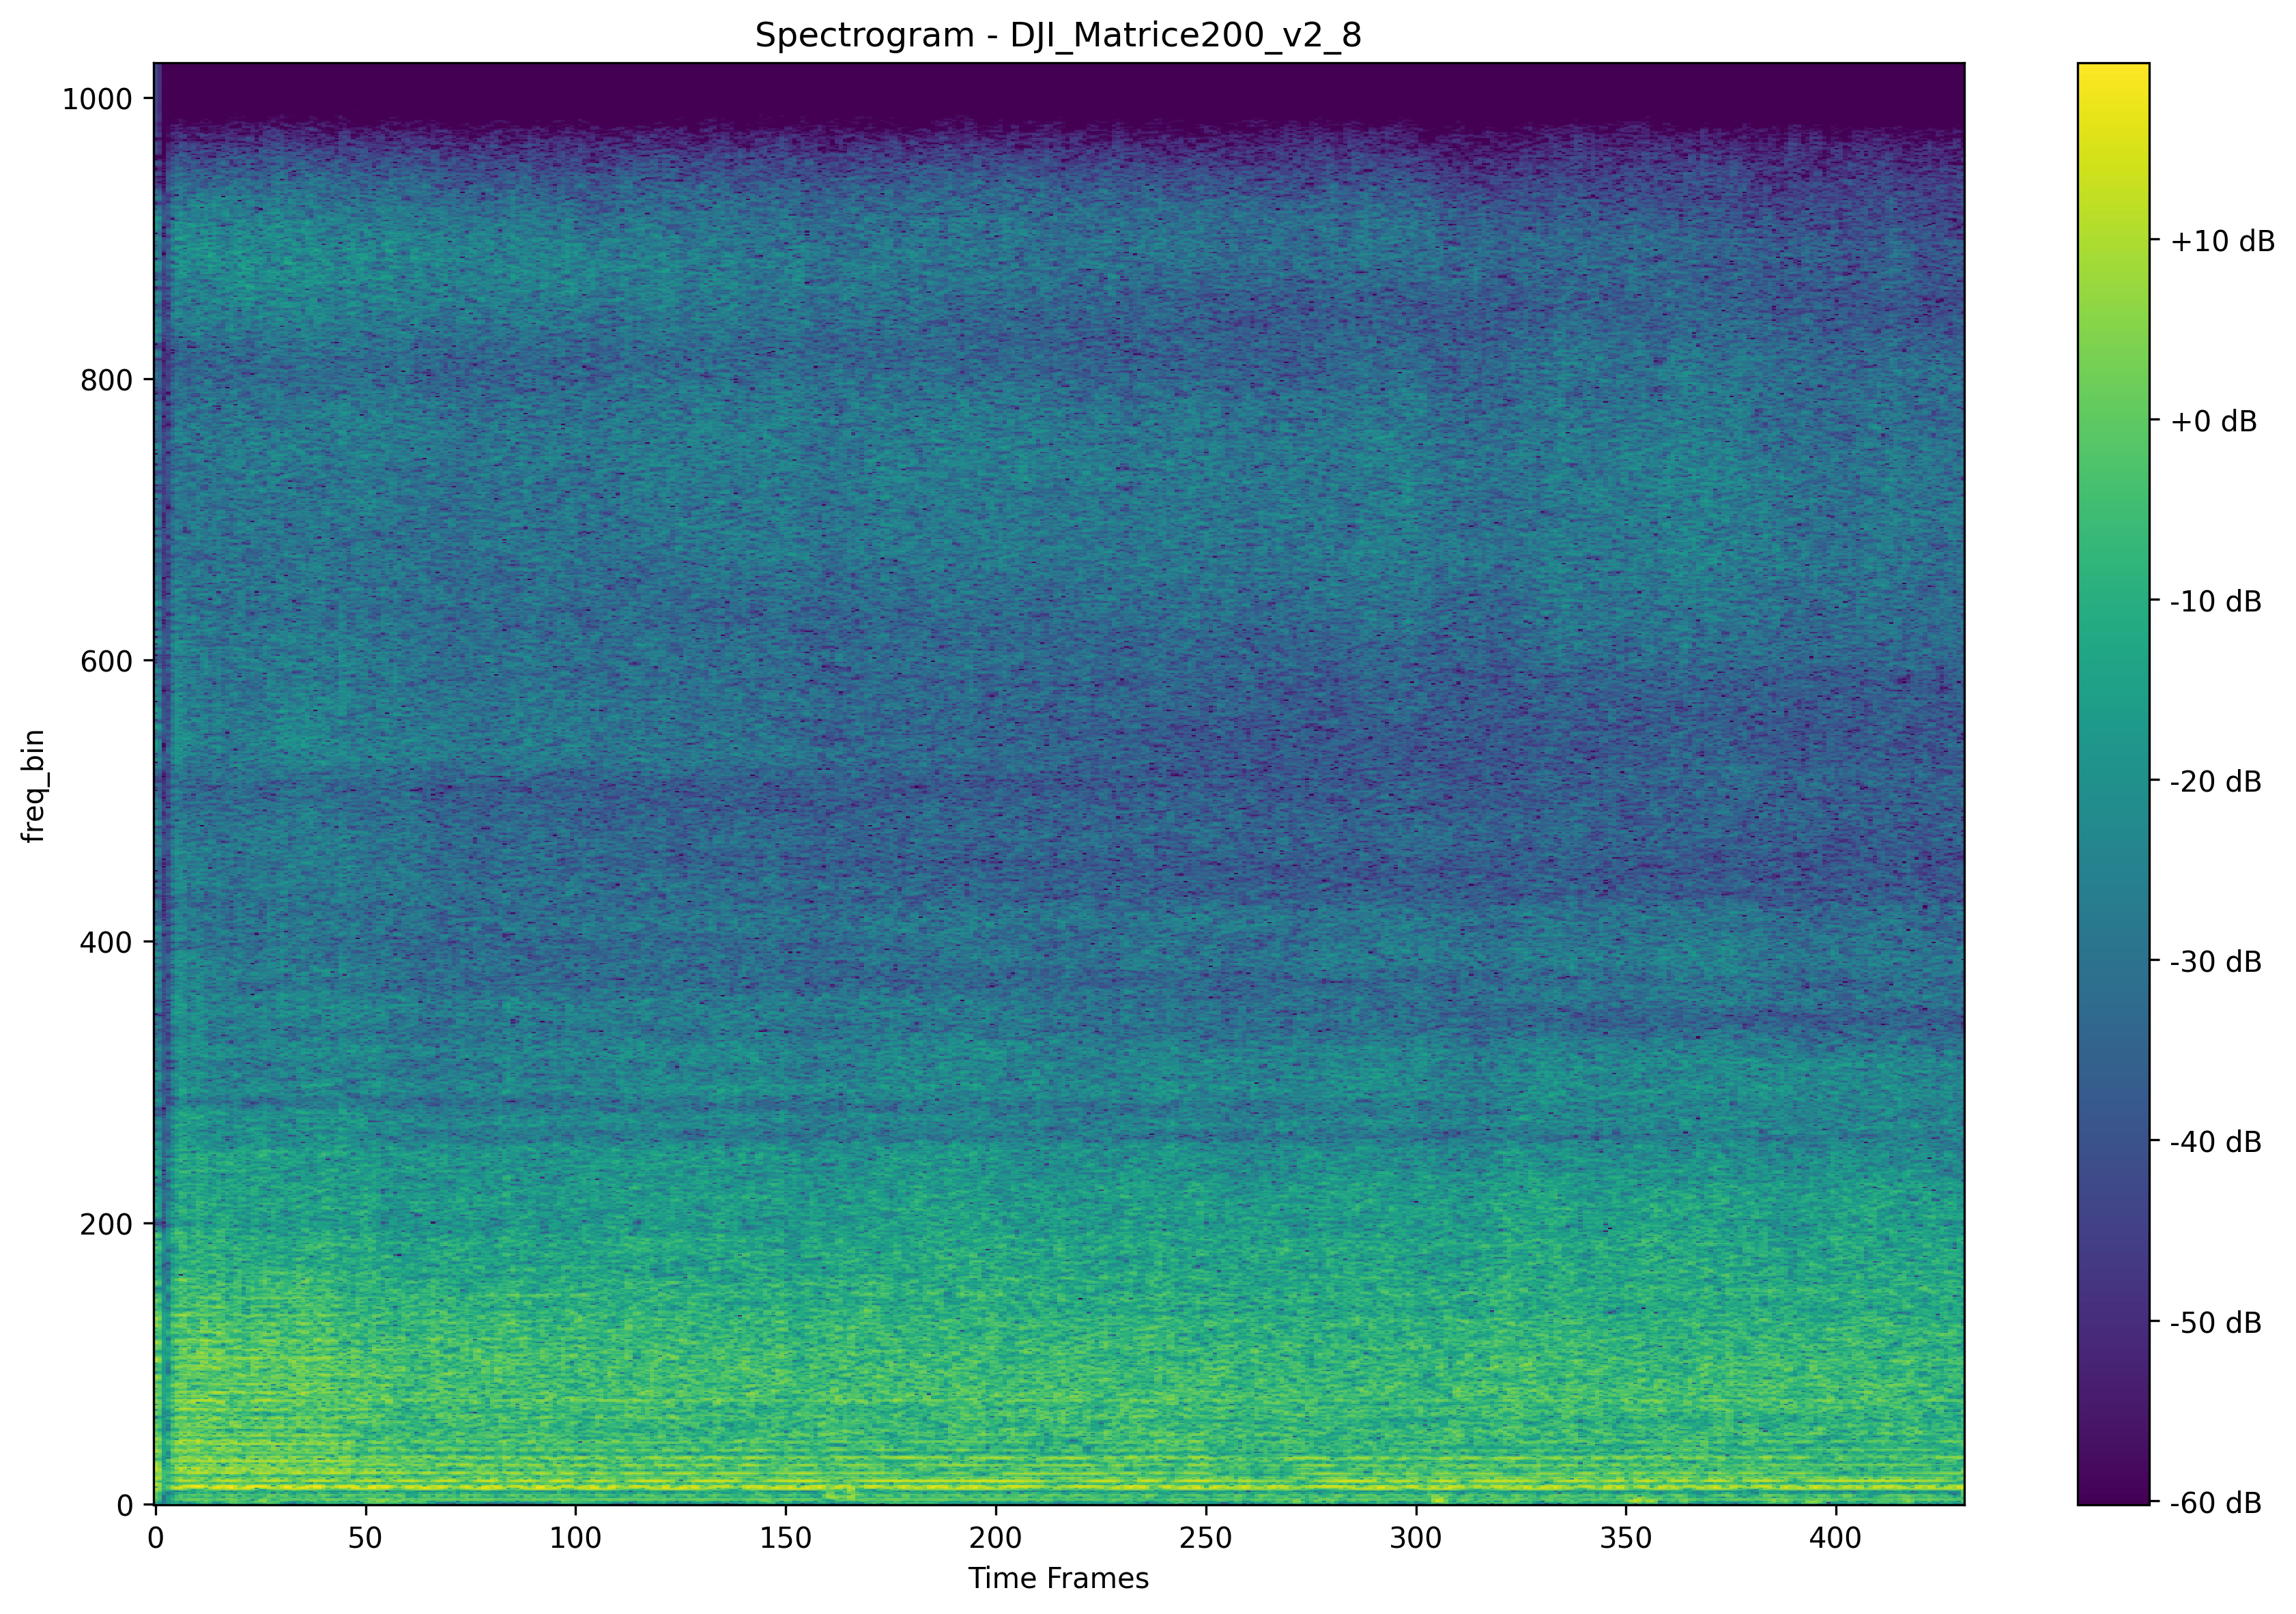 Spectrogram - DJI_Matrice200_v2_8
1000
800
600
400
200
0
freq_bin
0 50 100 150 200 250 300 350 400
Time Frames
+10 dB
+0 dB
-10 dB
-20 dB
-30 dB
-40 dB
-50 dB
-60 dB